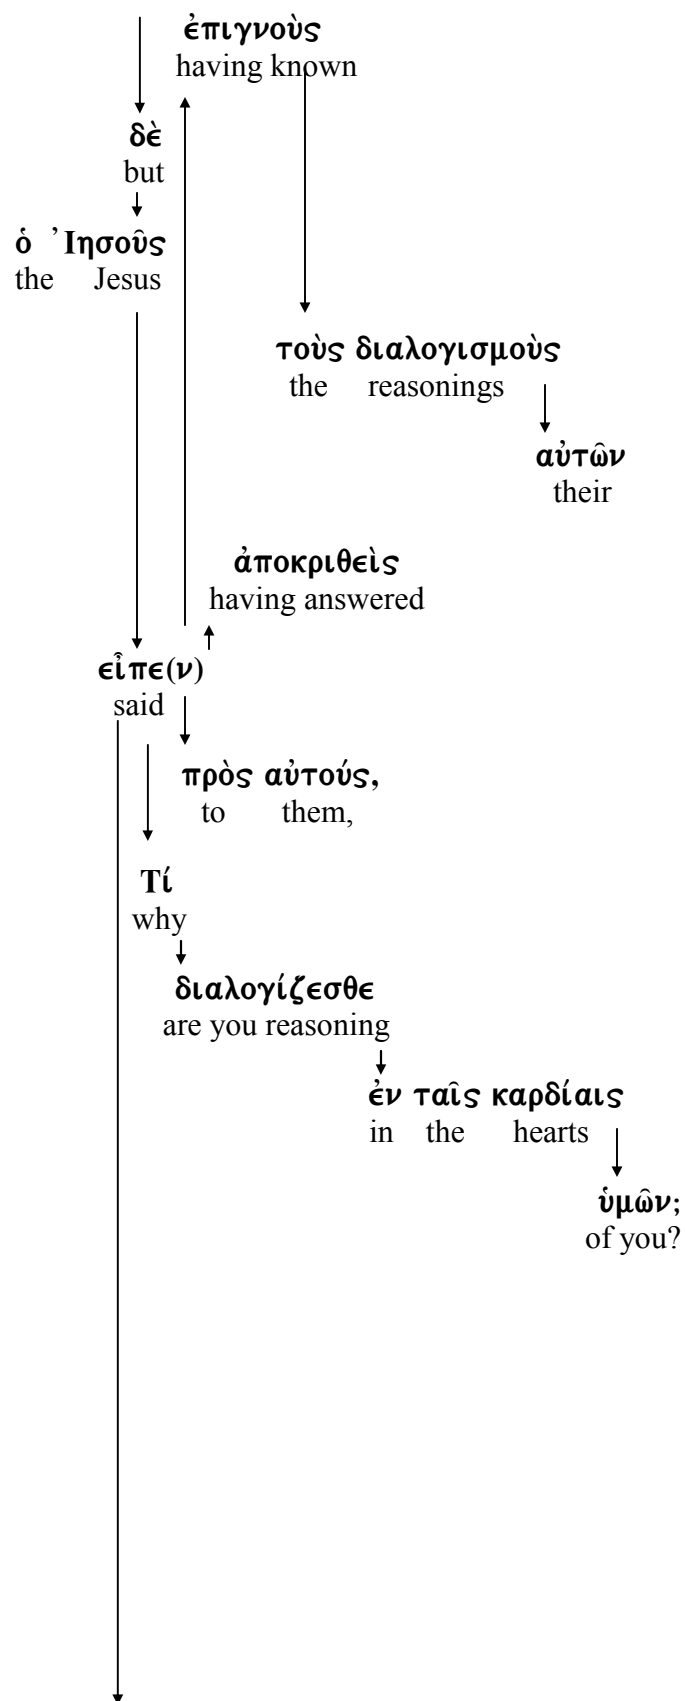 ἐπιγνοὺς
having known
δὲ
but
ὁ ᾿Ιησοῦς
the Jesus
τοὺς διαλογισμοὺς
the reasonings
αὐτῶν
their
ἀποκριθεὶς
having answered
εἶπε(ν)
said
πρὸς αὐτούς,
to them,
Τί
why
διαλογίζεσθε
are you reasoning
ἐν ταῖς καρδίαις
in the hearts
ὑμῶν;
of you?